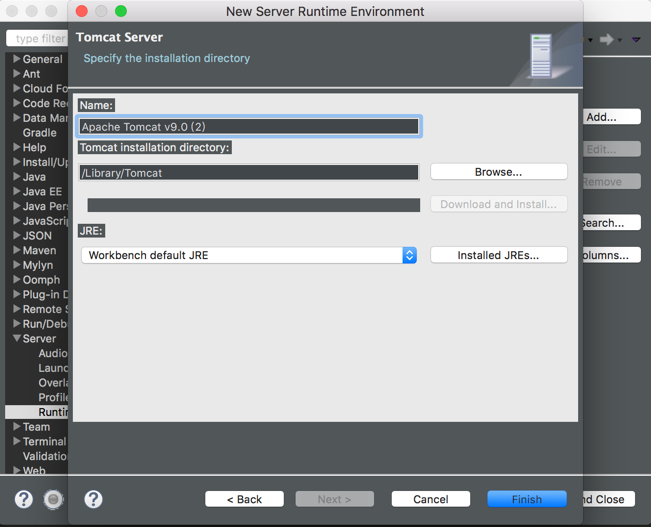 New Server Runtime Environment
type filter
Tomcat Server
Specify the installation directory
General
Ant
Cloud Fo
Code Rec
Data Man
Gradle
Help
Install/Up
Java
Java EE
Java Pers
JavaScrip
JSON
Maven
Mylyn
Oomph
Plug-in D
Remote S
Run/Deb
Server
Audio
Launc
Overla
Profile
Runtin
Team
Terminal
Validatio
Web
Name:
Apache Tomcat v9.0 (2)
Tomcat installation directory:
/Library/Tomcat
Browse...
Download and Install...
JRE:
Workbench default JRE
Installed JREs...
Add...
Edit...
Remove
Search...
olumns...
? ? < Back Next > Cancel Finish nd Close